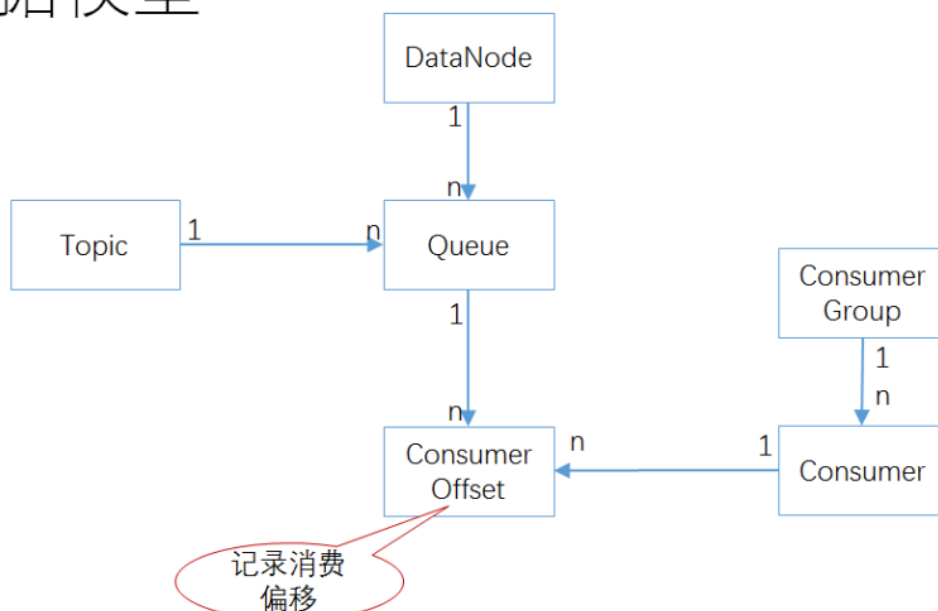 DataNode
1
n
Topic
1
n
Queue
Consumer
Group
1
1
n
n
Consumer
Offset
n
1
Consumer
记录消费
偏移